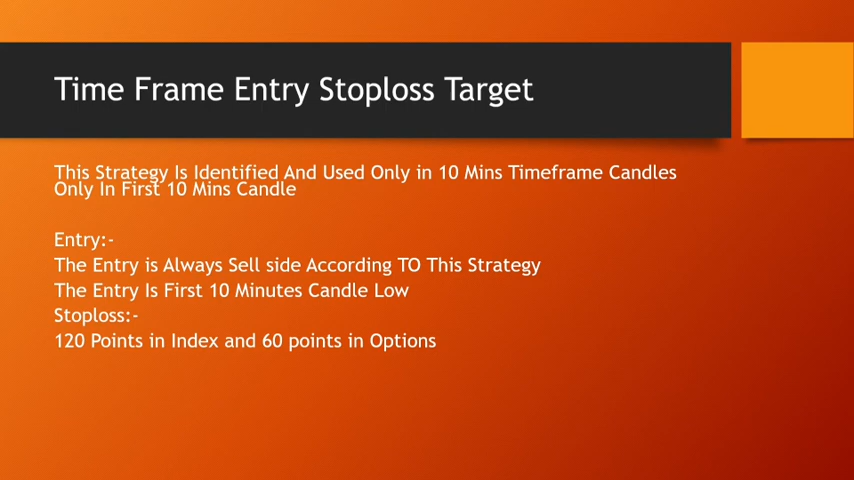 Time Frame Entry Stoploss Target
This Strategy Is Identified And Used Only in 10 Mins Timeframe Candles
Only In First 10 Mins Candle
Entry:-
The Entry is Always Sell side According TO This Strategy
The Entry Is First 10 Minutes Candle Low
Stoploss:-
120 Points in Index and 60 points in Options